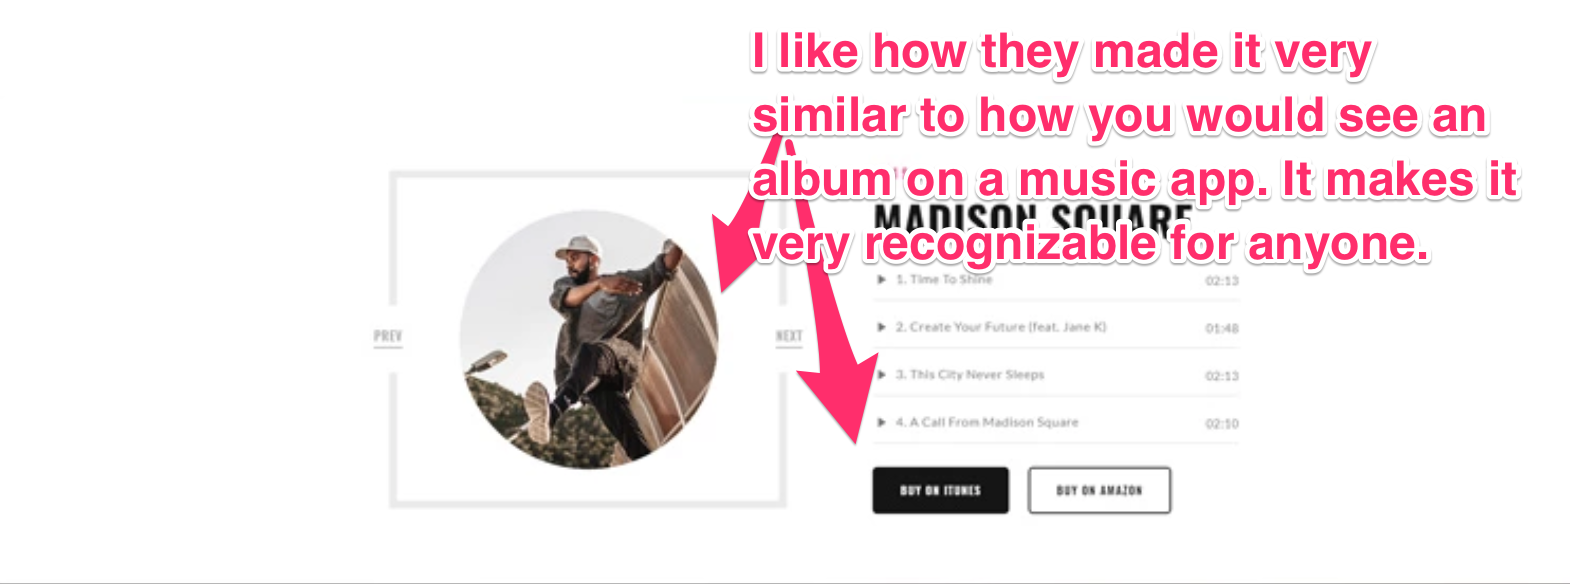 I like how they made it very
similar to how you would see an
album on a music app. It makes it
very recognizable for anyone.
MADISON SQUARE
1. Time To Shine 02:13
2. Create Your Future (feat. Jane K) 01:48
3. This City Never Sleeps 02:13
4. A Call From Madison Square 02:10
PREV
NEXT
BUY ON ITUNES
BUY ON AMAZON